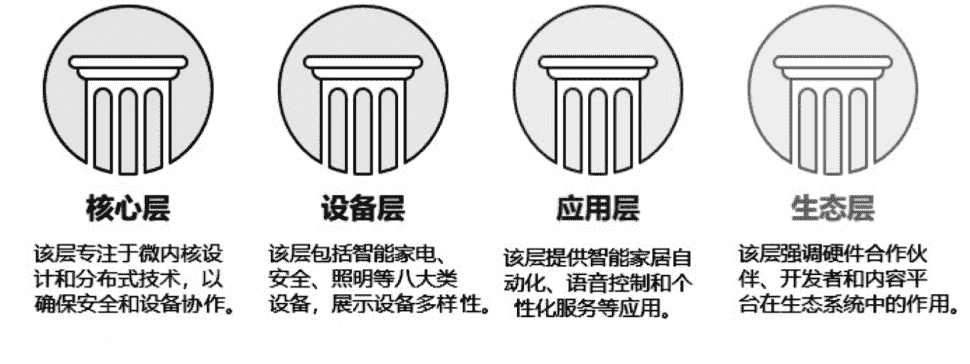 核心层
该层专注于微内核设
计和分布式技术，以
确保安全和设备协作。
设备层
该层包括智能家电、
安全、照明等八大类
设备，展示设备多样性。
应用层
该层提供智能家居自
动化、语音控制和个
性化服务等应用。
生态层
该层强调硬件合作伙
伴、开发者和内容平
台在生态系统中的作用。